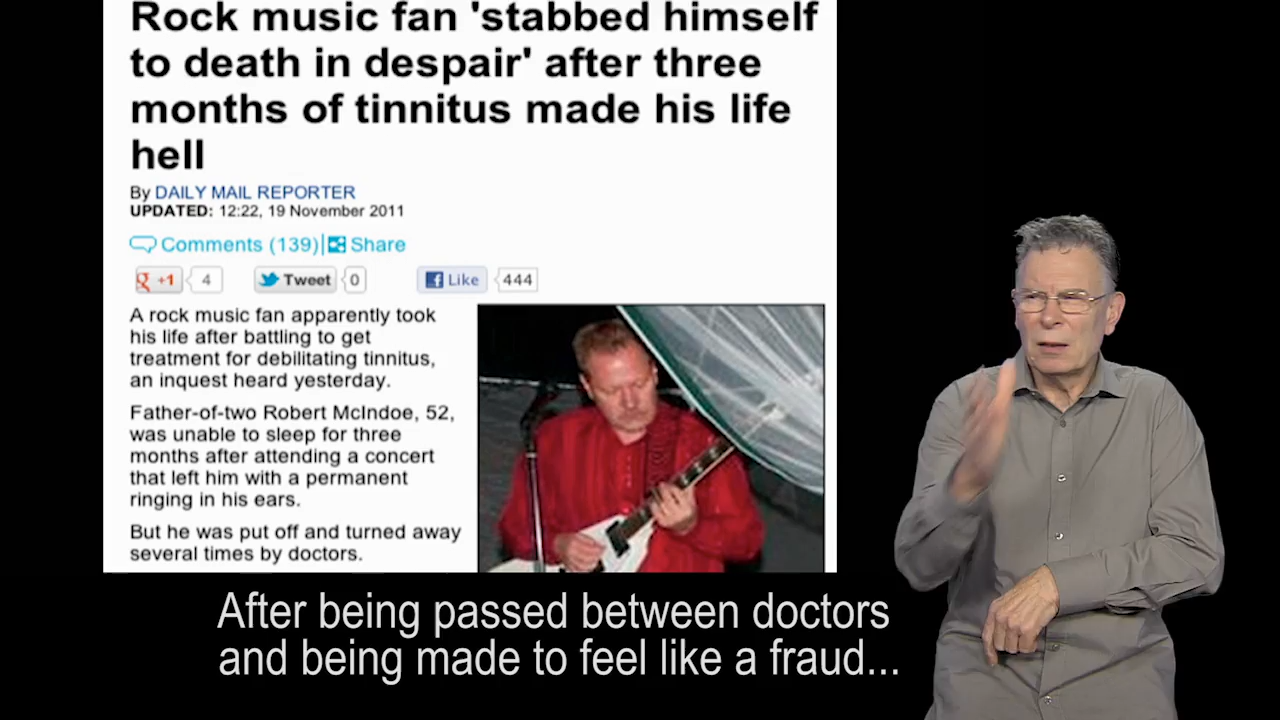 Rock music fan 'stabbed himself
to death in despair' after three
months of tinnitus made his life
hell
By DAILY MAIL REPORTER
UPDATED: 12:22, 19 November 2011
Comments (139)| Share
+1 4 Tweet 0 Like 444
A rock music fan apparently took
his life after battling to get
treatment for debilitating tinnitus,
an inquest heard yesterday.
Father-of-two Robert McIndoe, 52,
was unable to sleep for three
months after attending a concert
that left him with a permanent
ringing in his ears.
But he was put off and turned away
several times by doctors.
After being passed between doctors
and being made to feel like a fraud...